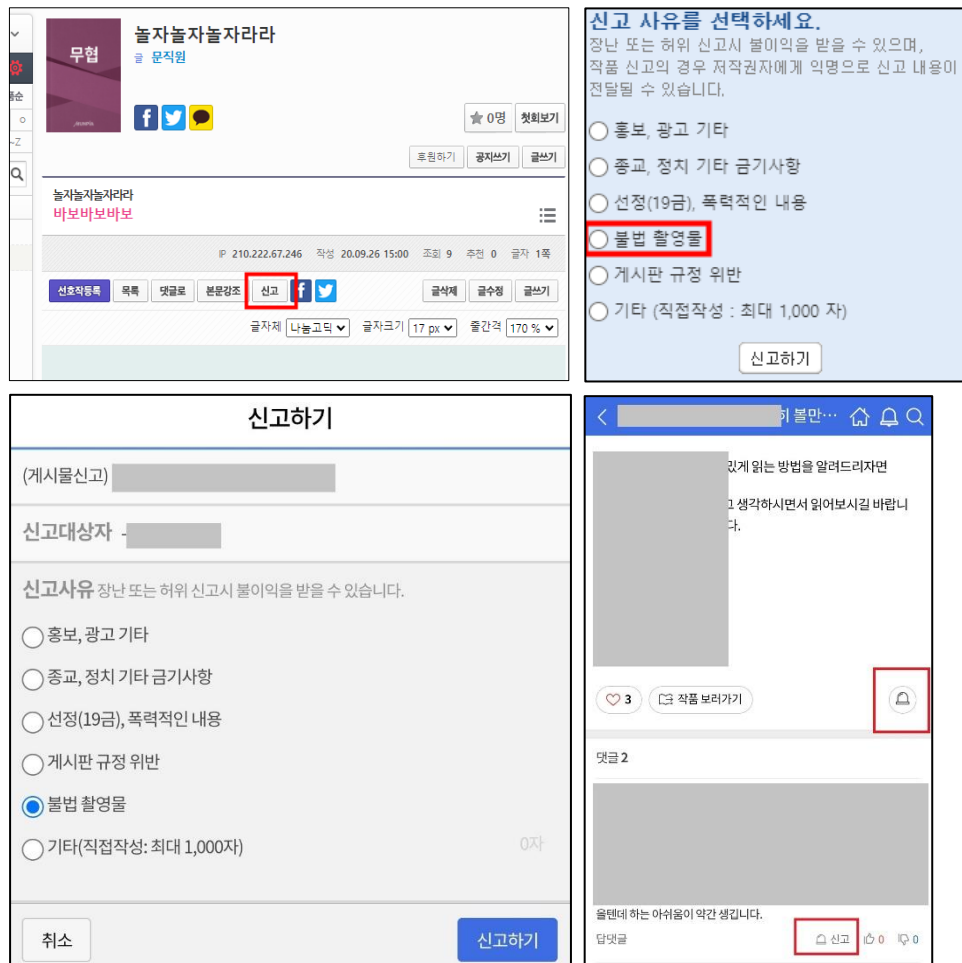 무협
놀자놀자놀자라라
글 문직원
0명 첫회보기
후원하기 공지쓰기 글쓰기
놀자놀자놀자라라
바보바보바보
IP 210.222.67.246 작성 20.09.26 15:00 조회 9 추천 0 글자 1쪽
선호작등록 목록 댓글로 본문강조 신고 글삭제 글수정 글쓰기
글자체 나눔고딕 글자크기 17 px 줄간격 170 %
신고 사유를 선택하세요.
장난 또는 허위 신고시 불이익을 받을 수 있으며,
작품 신고의 경우 저작권자에게 익명으로 신고 내용이
전달될 수 있습니다.
홍보, 광고 기타
종교, 정치 기타 금기사항
선정(19금), 폭력적인 내용
불법 촬영물
게시판 규정 위반
기타 (직접작성 : 최대 1,000 자)
신고하기
신고하기
(게시물신고)
신고대상자 -
신고사유 장난 또는 허위 신고시 불이익을 받을 수 있습니다.
홍보, 광고 기타
종교, 정치 기타 금기사항
선정(19금), 폭력적인 내용
게시판 규정 위반
불법 촬영물
기타(직접작성: 최대 1,000자) 0자
취소 신고하기
볼만…
게 읽는 방법을 알려드리자면
생각하시면서 읽어보시길 바랍니
다.
3 작품 보러가기
댓글 2
올텐데 하는 아쉬움이 약간 생깁니다.
답댓글 신고 0 0